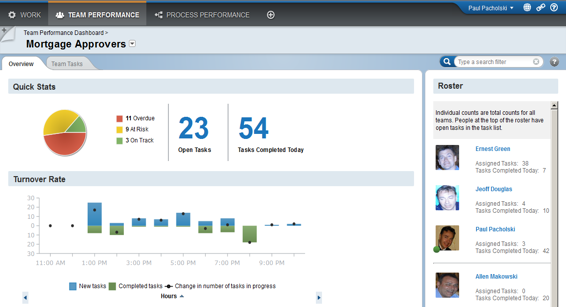 WORK
TEAM PERFORMANCE
PROCESS PERFORMANCE
Paul Pacholski
Team Performance Dashboard >
Mortgage Approvers
Overview
Team Tasks
Type a search filter
Quick Stats
11 Overdue
9 At Risk
3 On Track
23
Open Tasks
54
Tasks Completed Today
Turnover Rate
30
20
10
0
10
20
30
11:00 AM
1:00 PM
3:00 PM
5:00 PM
7:00 PM
9:00 PM
New tasks
Completed tasks
Change in number of tasks in progress
Hours
Roster
Individual counts are total counts for all
teams. People at the top of the roster have
open tasks in the task list.
Ernest Green
Assigned Tasks: 38
Tasks Completed Today: 7
Jeoff Douglas
Assigned Tasks: 4
Tasks Completed Today: 10
Paul Pacholski
Assigned Tasks: 3
Tasks Completed Today: 42
Allen Makowski
Assigned Tasks: 0
Tasks Completed Today: 20